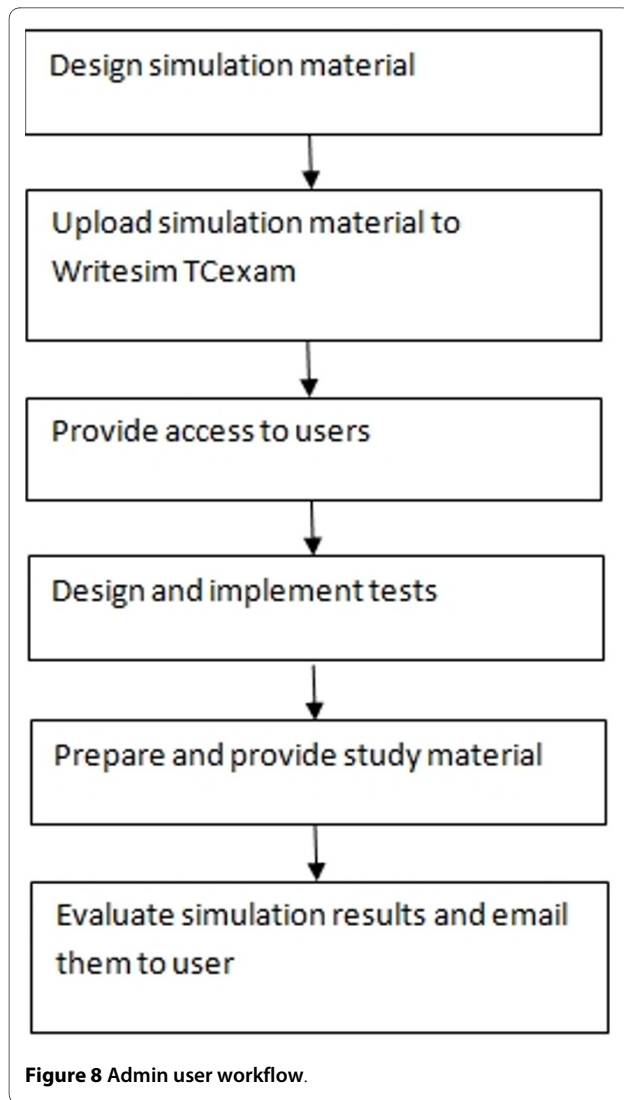 Design simulation material
Upload simulation material to
Writesim TCexam
Provide access to users
Design and implement tests
Prepare and provide study material
Evaluate simulation results and email
them to user
Figure 8 Admin user workflow.